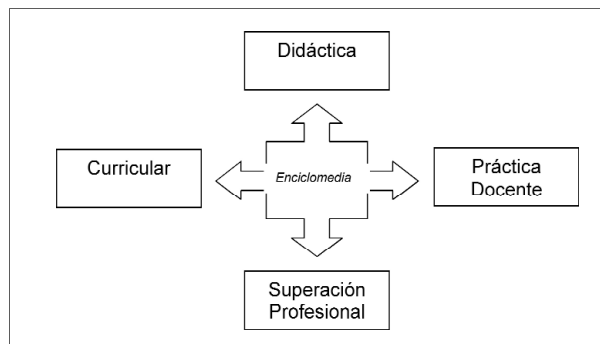 Didáctica
Curricular
Enciclomedia
Práctica
Docente
Superación
Profesional